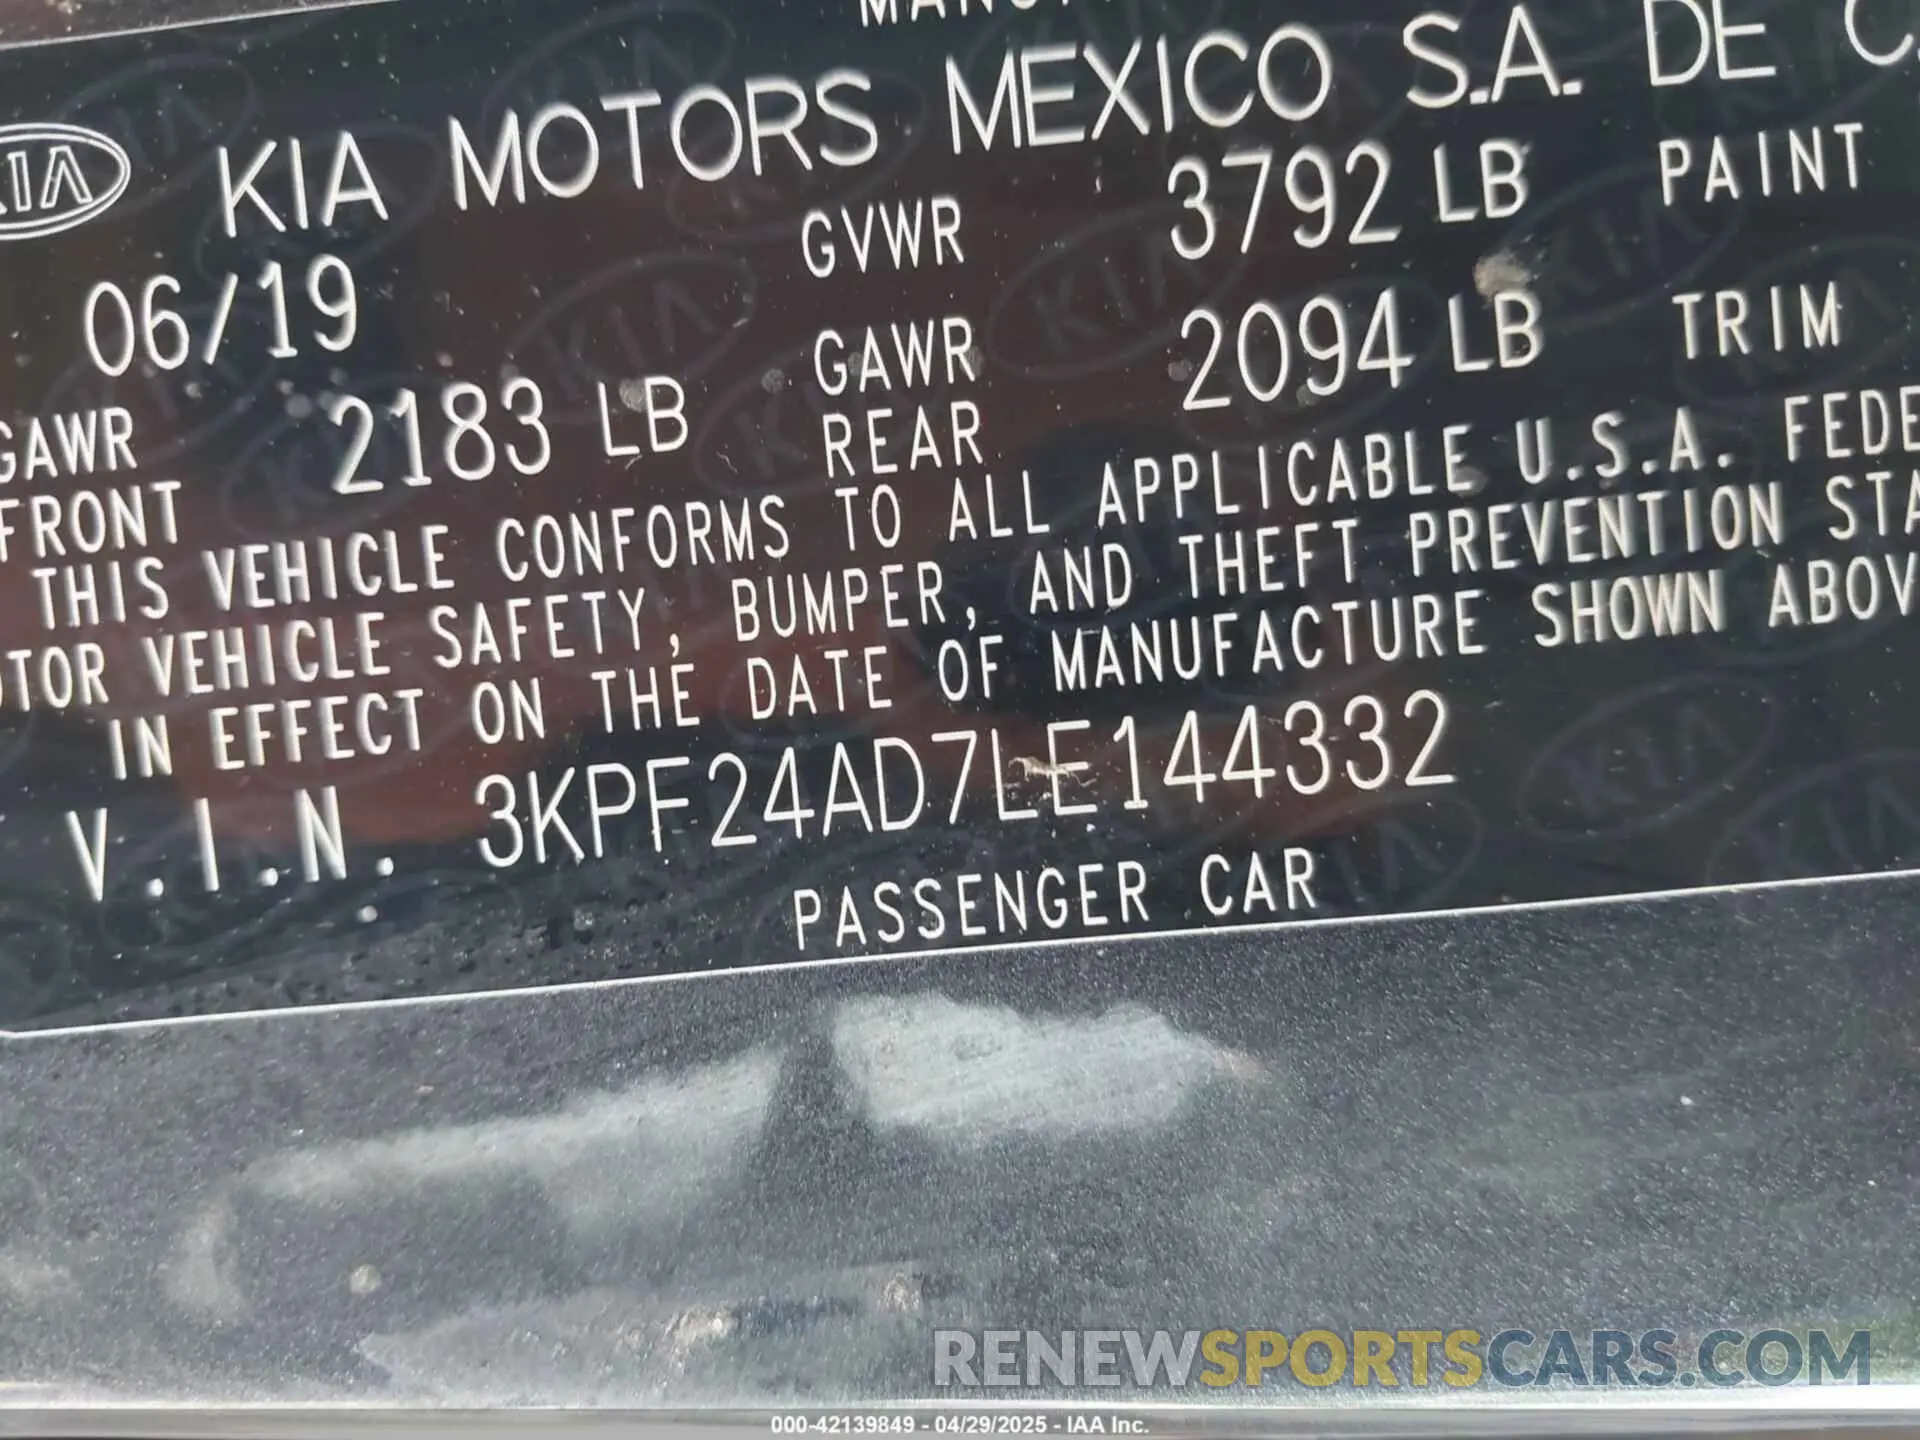 KIA MOTORS MEXICO S.A. DE C.
KIA
06/19 GVWR 3792 LB PAINT
GAWR FRONT 2183 LB GAWR REAR 2094 LB TRIM
THIS VEHICLE CONFORMS TO ALL APPLICABLE U.S.A. FEDE
OTOR VEHICLE SAFETY, BUMPER, AND THEFT PREVENTION STA
IN EFFECT ON THE DATE OF MANUFACTURE SHOWN ABOV
V.I.N. 3KPF24AD7LE144332
PASSENGER CAR
RENEWSPORTSCARS.COM
000-42139849 - 04/29/2025 - IAA Inc.